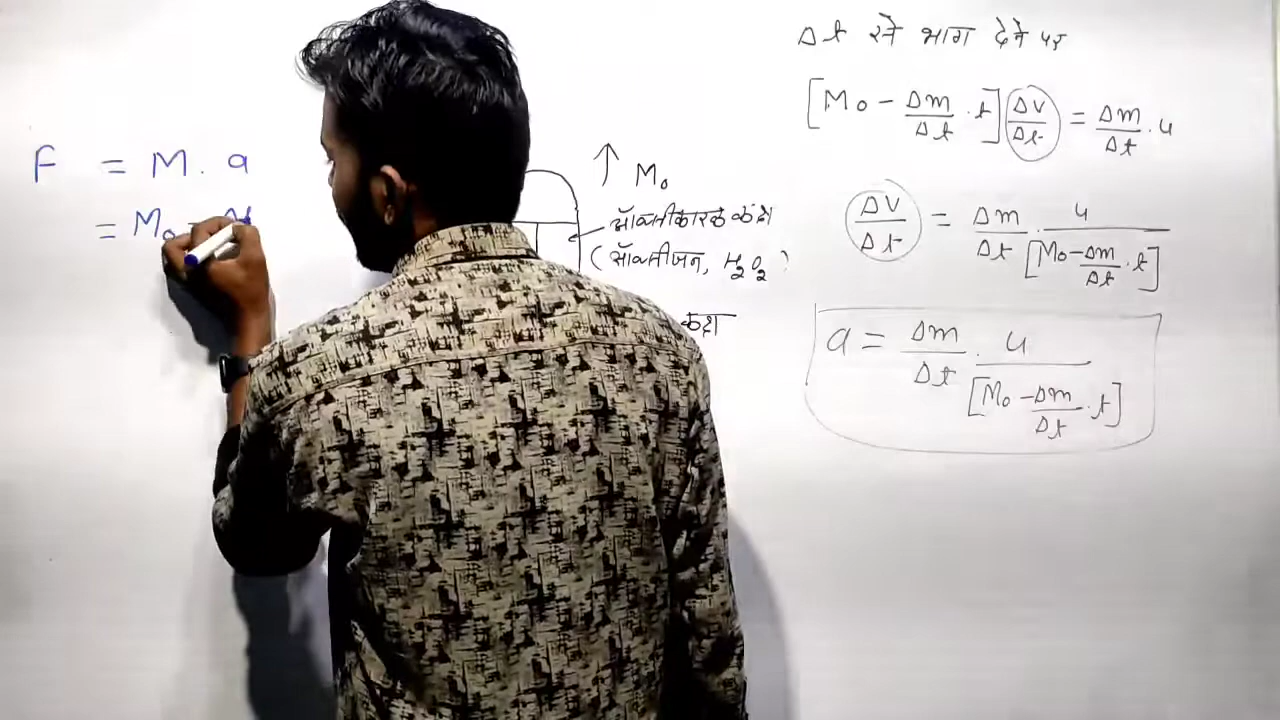 F = M . a
= M₀ -
↑ M₀
ऑक्सीकारक कक्ष
(ऑक्सीजन, H₂O₂)
कक्ष
Δt से भाग देने पर
[M₀ - Δm/Δt . t] ΔV/Δt = Δm/Δt . u
ΔV/Δt = Δm/Δt . u/[M₀ - Δm/Δt . t]
a = Δm/Δt . u/[M₀ - Δm/Δt . t]